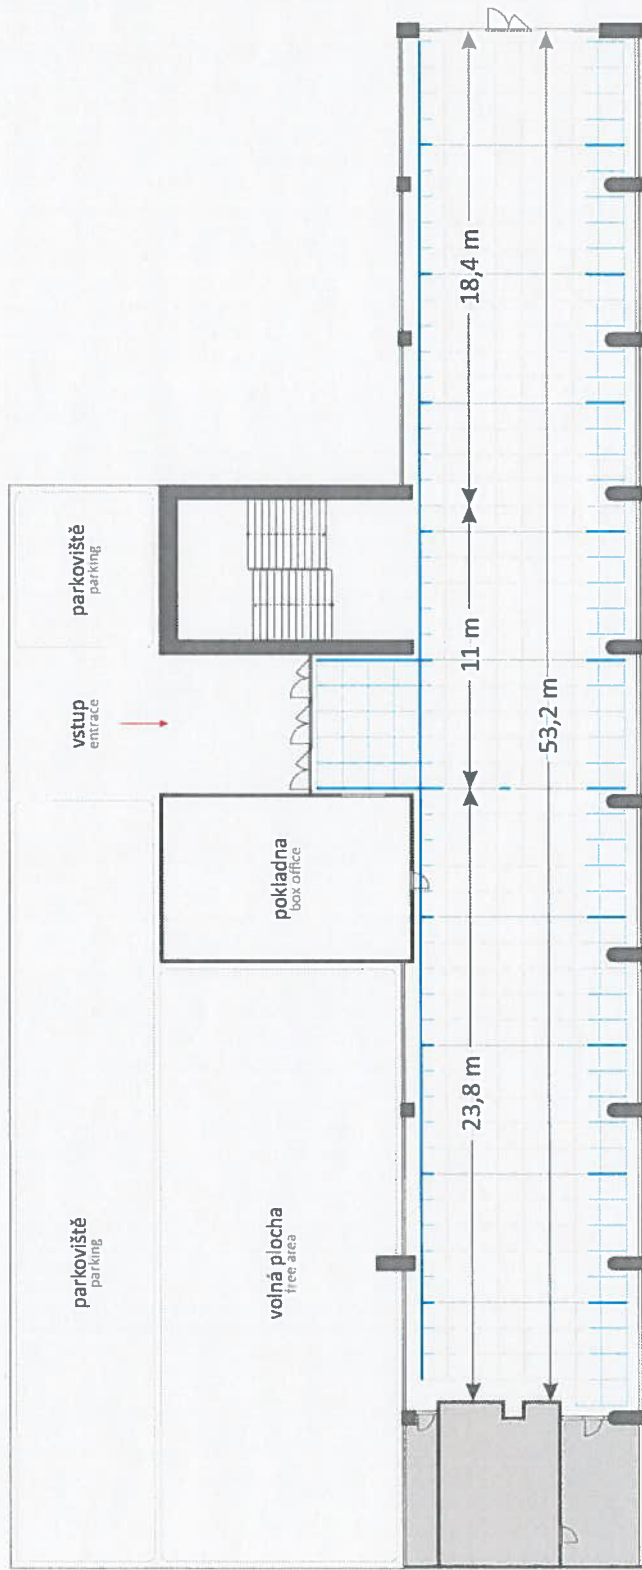 parkoviště
parking
vstup
entrace
parkoviště
parking
pokladna
box office
volná plocha
free area
18,4 m
11 m
23,8 m
53,2 m